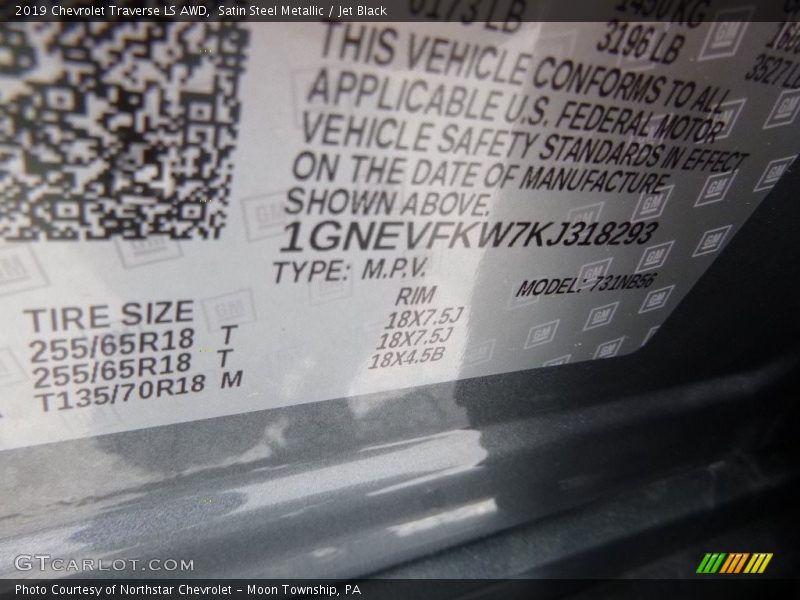 2019 Chevrolet Traverse LS AWD, Satin Steel Metallic / Jet Black
3196 LB
THIS VEHICLE CONFORMS TO ALL
APPLICABLE U.S. FEDERAL MOTOR
VEHICLE SAFETY STANDARDS IN EFFECT
ON THE DATE OF MANUFACTURE
SHOWN ABOVE.
1GNEVFKW7KJ318293
TYPE: M.P.V.
MODEL: 731NB56
TIRE SIZE RIM
255/65R18 T 18X7.5J
255/65R18 T 18X7.5J
T135/70R18 M 18X4.5B
GTCARLOT.COM
Photo Courtesy of Northstar Chevrolet - Moon Township, PA